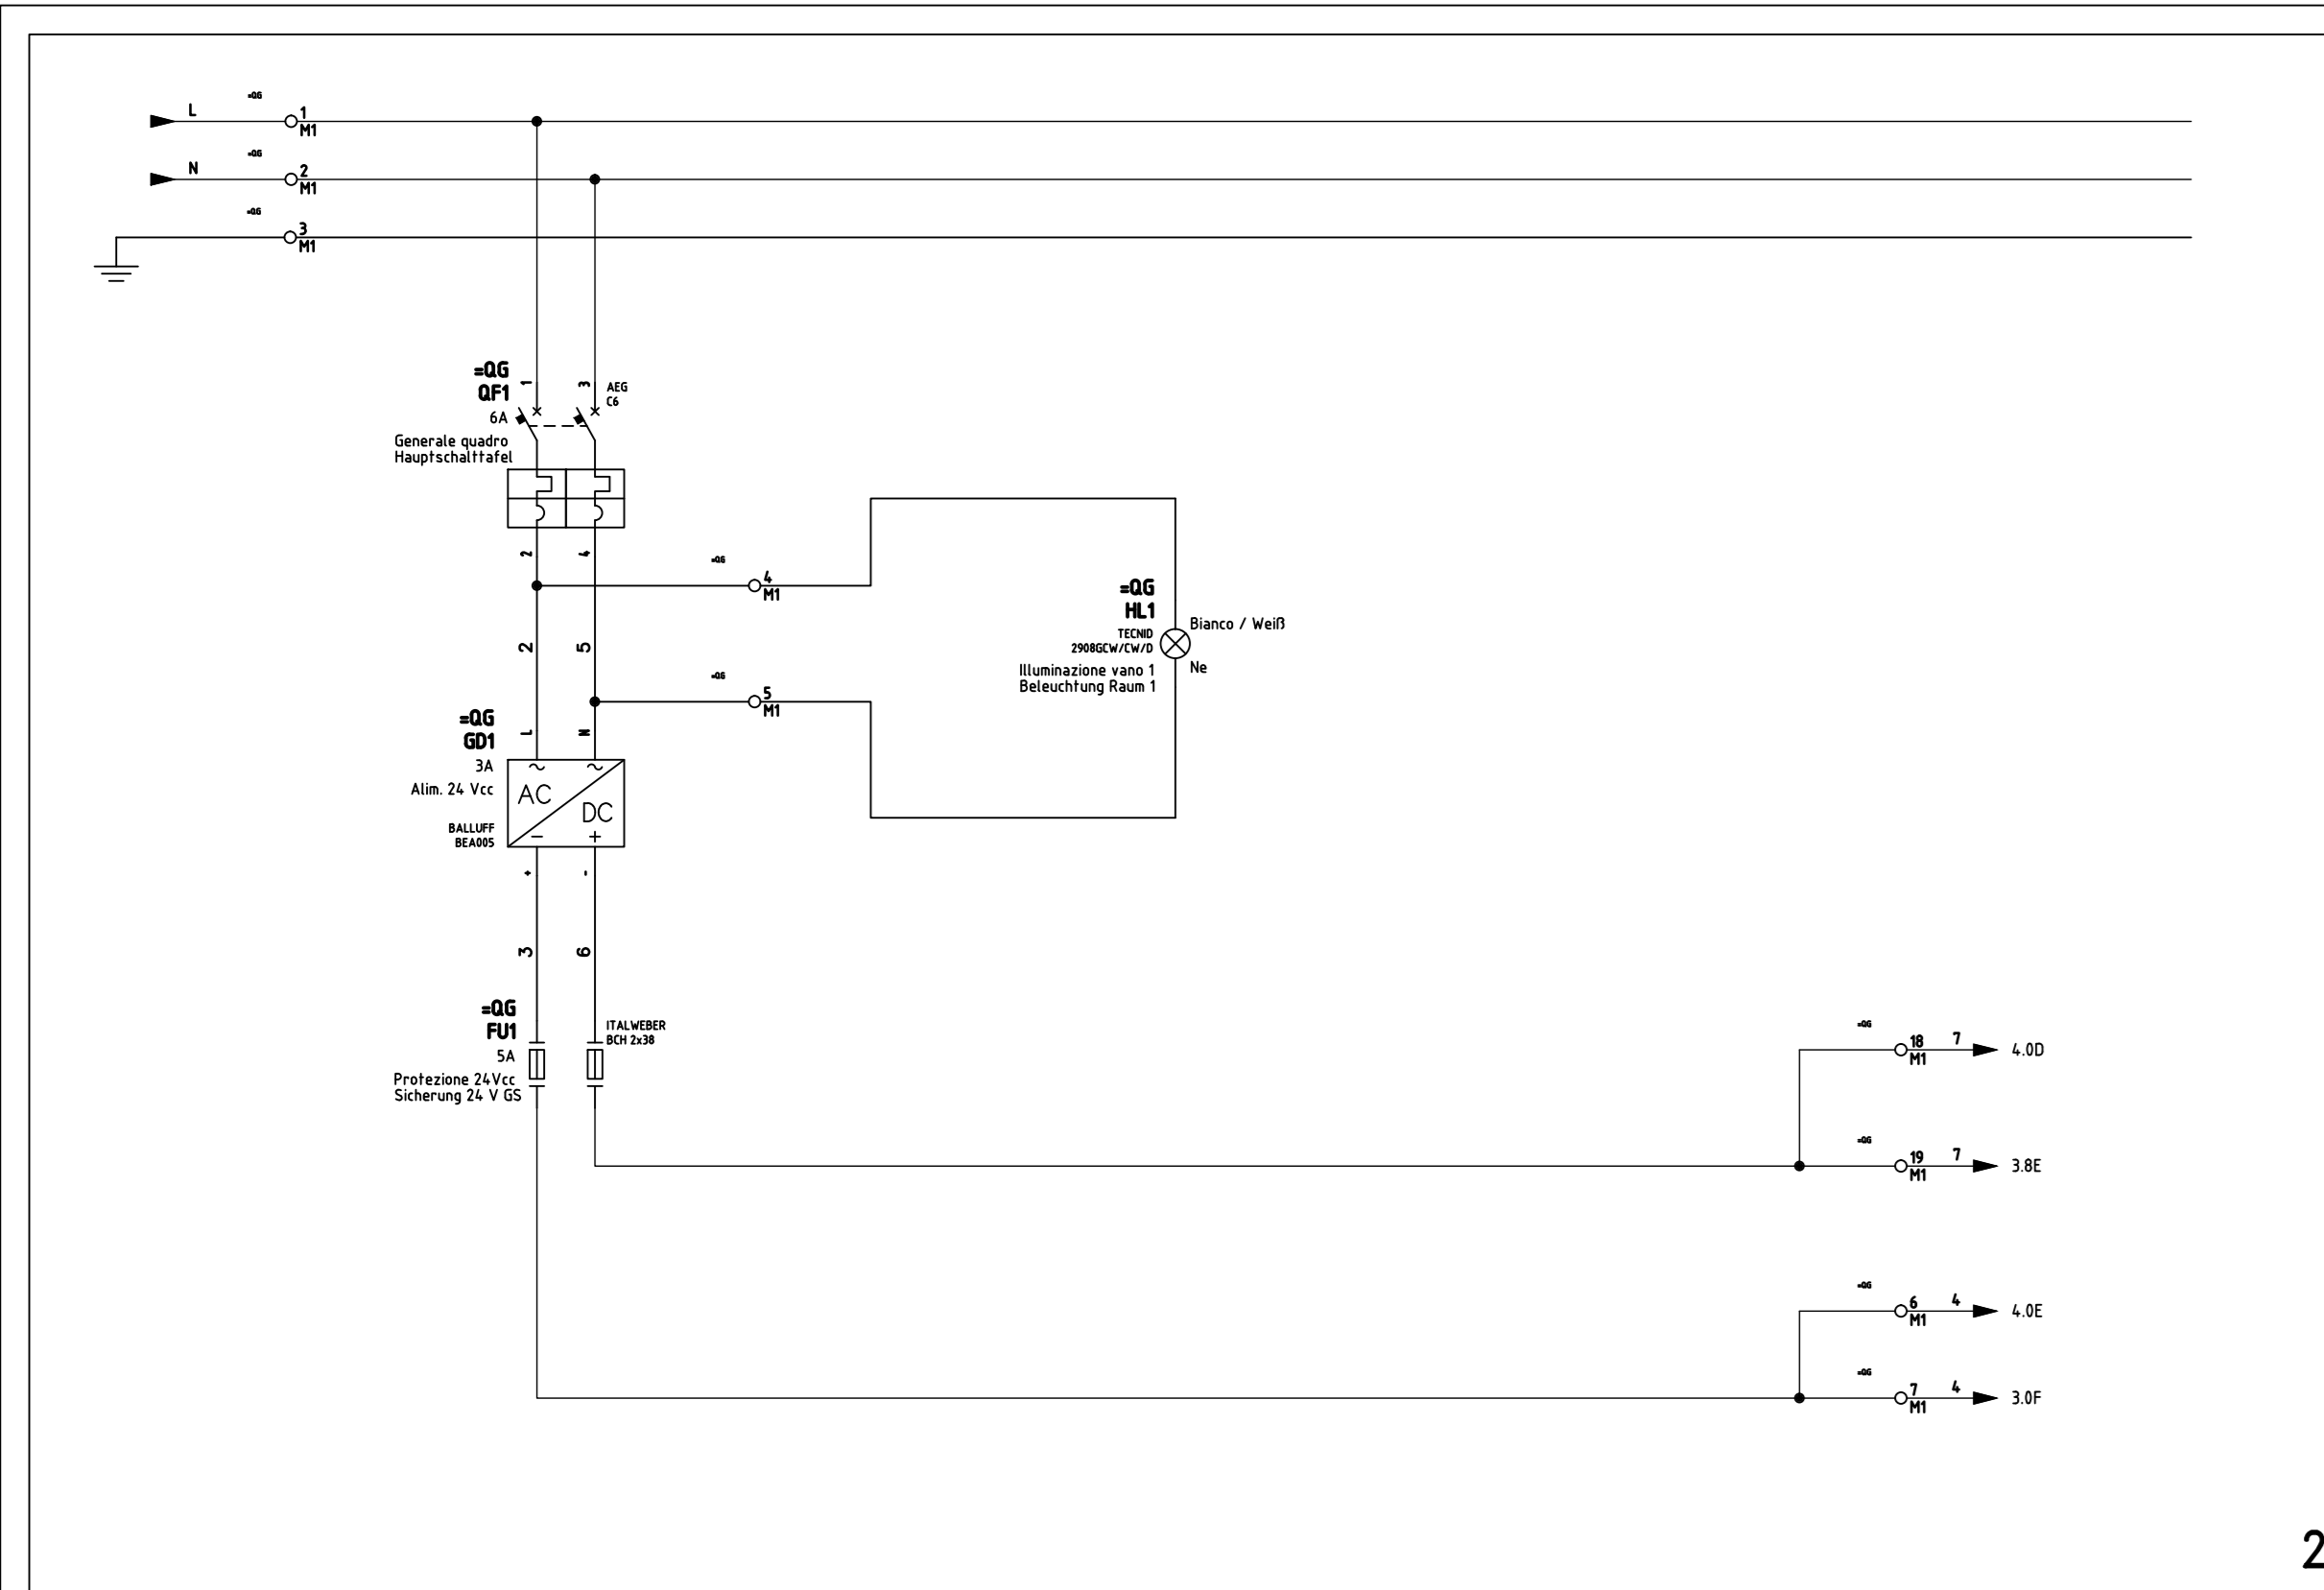 =QG
L
1
M1
=QG
N
2
M1
=QG
3
M1
=QG
QF1
1
3
AEG
C6
6A
Generale quadro
Hauptschalttafel
2
4
=QG
4
M1
=QG
HL1
TECNID
2908GCW/CW/D
Bianco / Weiß
Illuminazione vano 1
Beleuchtung Raum 1
Ne
2
5
=QG
5
M1
=QG
GD1
L
N
3A
Alim. 24 Vcc
AC
DC
BALLUFF
BEA005
−
+
+
-
3
6
=QG
FU1
ITALWEBER
BCH 2x38
5A
Protezione 24Vcc
Sicherung 24 V GS
=QG
18
M1
7
4.0D
=QG
19
M1
7
3.8E
=QG
6
M1
4
4.0E
=QG
7
M1
4
3.0F
2